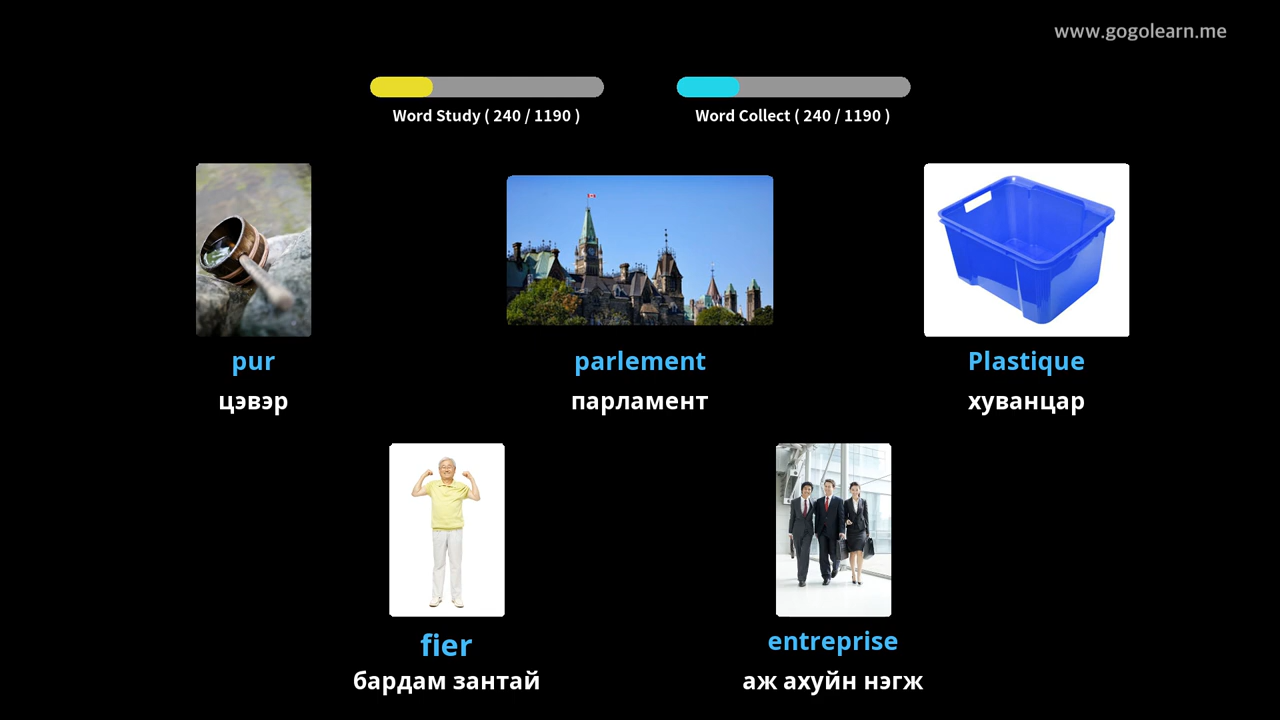 www.gogolearn.me
Word Study ( 240 / 1190 )
Word Collect ( 240 / 1190 )
pur
цэвэр
parlement
парламент
Plastique
хуванцар
fier
бардам зантай
entreprise
аж ахуйн нэгж